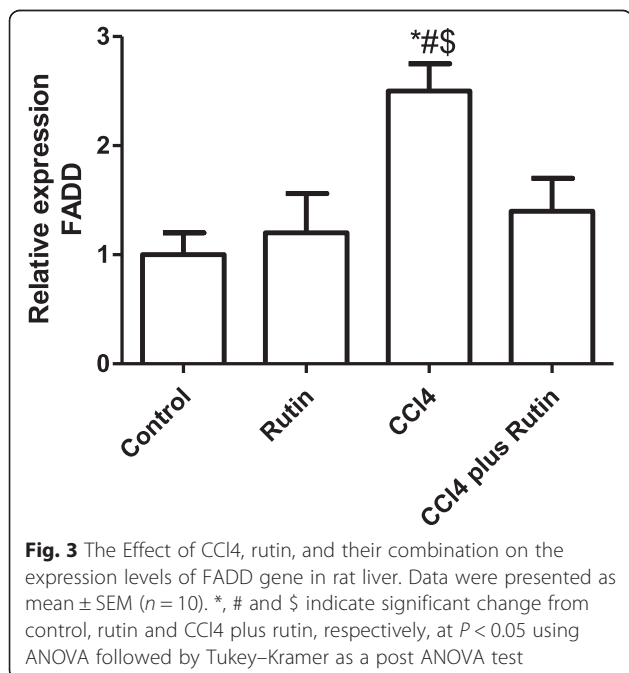 3
*#$
2
1
0
Relative expression
FADD
Control
Rutin
CCl4
CCl4 plus Rutin
Fig. 3 The Effect of CCl4, rutin, and their combination on the
expression levels of FADD gene in rat liver. Data were presented as
mean ± SEM (n = 10). *, # and $ indicate significant change from
control, rutin and CCl4 plus rutin, respectively, at P < 0.05 using
ANOVA followed by Tukey–Kramer as a post ANOVA test